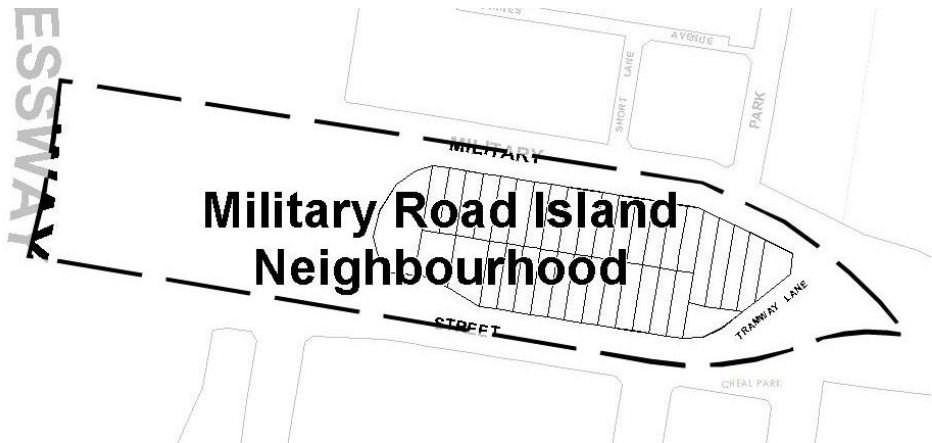 ESSWAY
AVENUE
SHORT LANE
PARK
MILITARY
Military Road Island
Neighbourhood
STREET
TRAMWAY LANE
CHEAL PARK